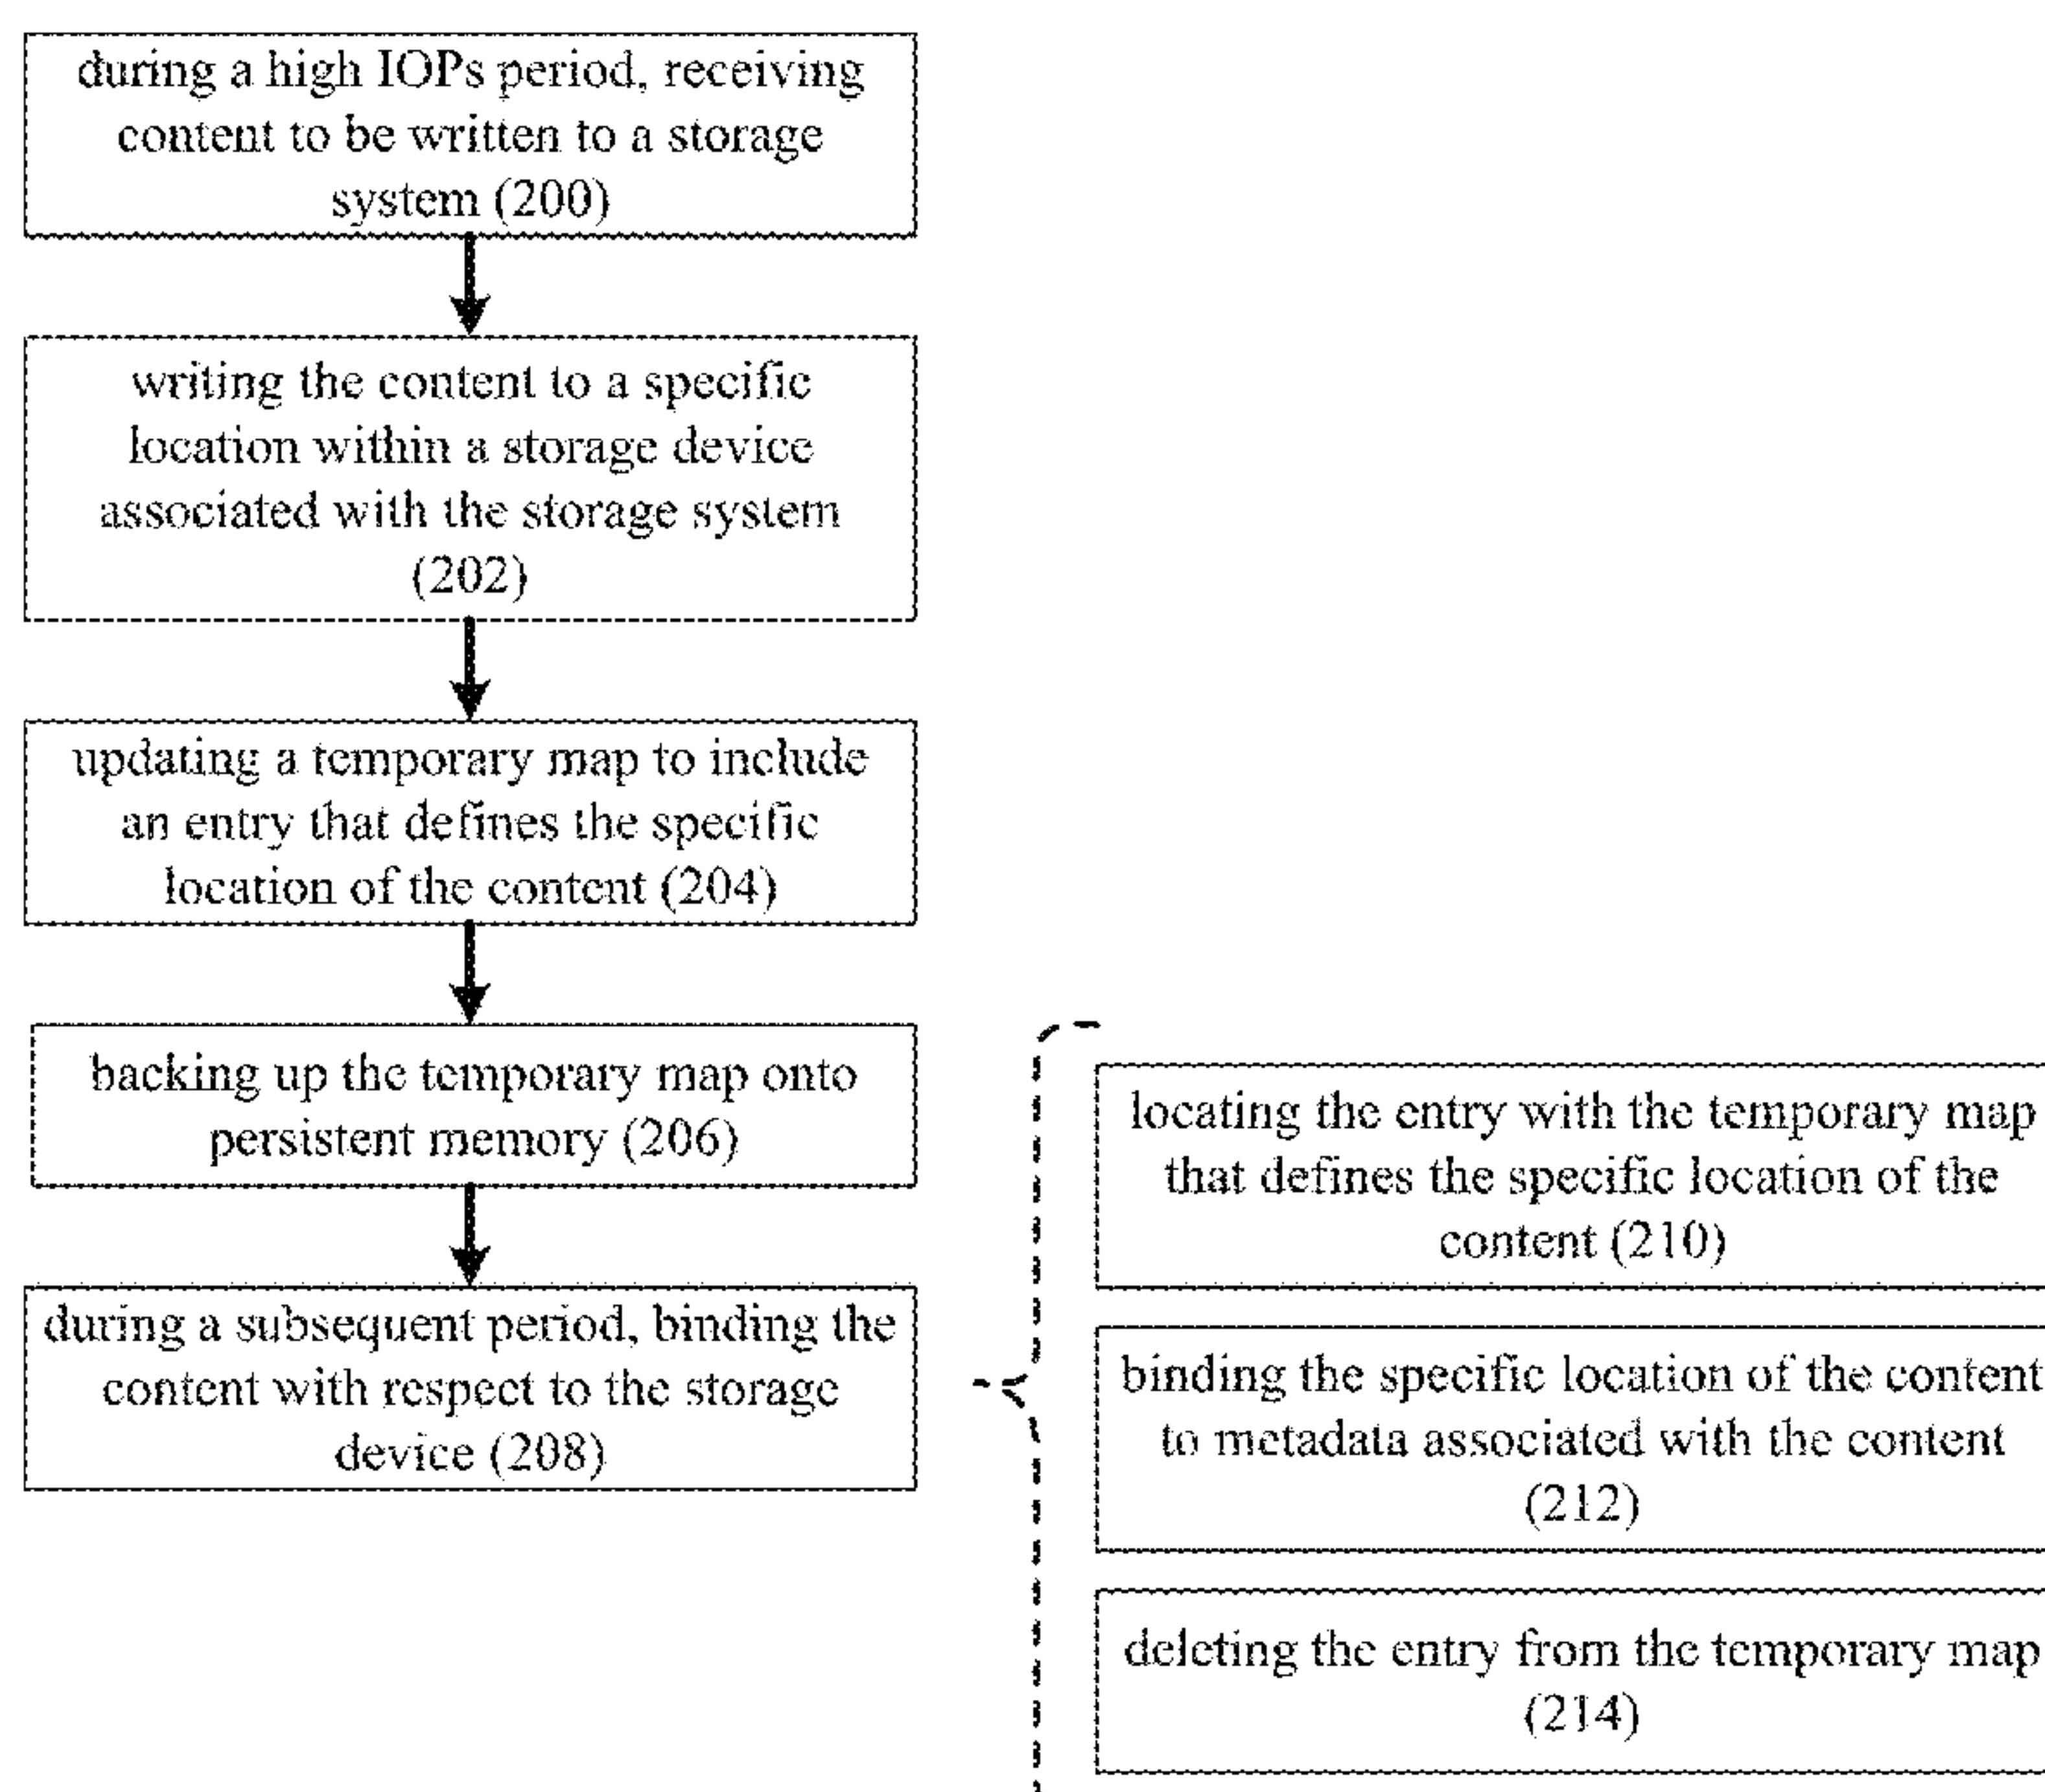 during a high IOPs period, receiving
content to be written to a storage
system (200)
writing the content to a specific
location within a storage device
associated with the storage system
(202)
updating a temporary map to include
an entry that defines the specific
location of the content (204)
backing up the temporary map onto
persistent memory (206)
during a subsequent period, binding the
content with respect to the storage
device (208)
locating the entry with the temporary map
that defines the specific location of the
content (210)
binding the specific location of the content
to metadata associated with the content
(212)
deleting the entry from the temporary map
(214)